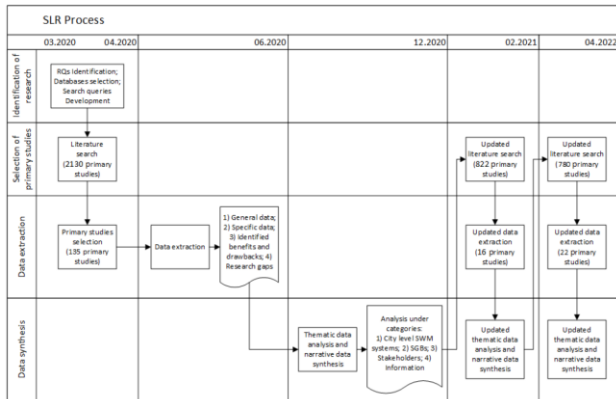 SLR Process
03.2020
04.2020
06.2020
12.2020
02.2021
04.2022
Identification of
research
RQs Identification;
Databases selection;
Search queries
Development
Selection of
primary studies
Literature
search
(2130 primary
studies)
Updated
literature search
(822 primary
studies)
Updated
literature search
(780 primary
studies)
Data extraction
Primary studies
selection
(135 primary
studies)
Data extraction
1) General data;
2) Specific data;
3) Identified
benefits and
drawbacks; 4)
Research gaps
Updated data
extraction
(16 primary
studies)
Updated data
extraction
(22 primary
studies)
Data synthesis
Thematic data
analysis and
narrative data
synthesis
Analysis under
categories:
1) City level SWM
systems; 2) SGBs; 3)
Stakeholders; 4)
Information
Updated
thematic data
analysis and
narrative data
synthesis
Updated
thematic data
analysis and
narrative data
synthesis